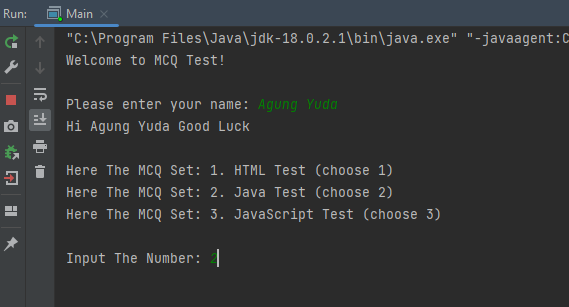 Run: Main
"C:\Program Files\Java\jdk-18.0.2.1\bin\java.exe" "-javaagent:C
Welcome to MCQ Test!
Please enter your name: Agung Yuda
Hi Agung Yuda Good Luck
Here The MCQ Set: 1. HTML Test (choose 1)
Here The MCQ Set: 2. Java Test (choose 2)
Here The MCQ Set: 3. JavaScript Test (choose 3)
Input The Number: 2